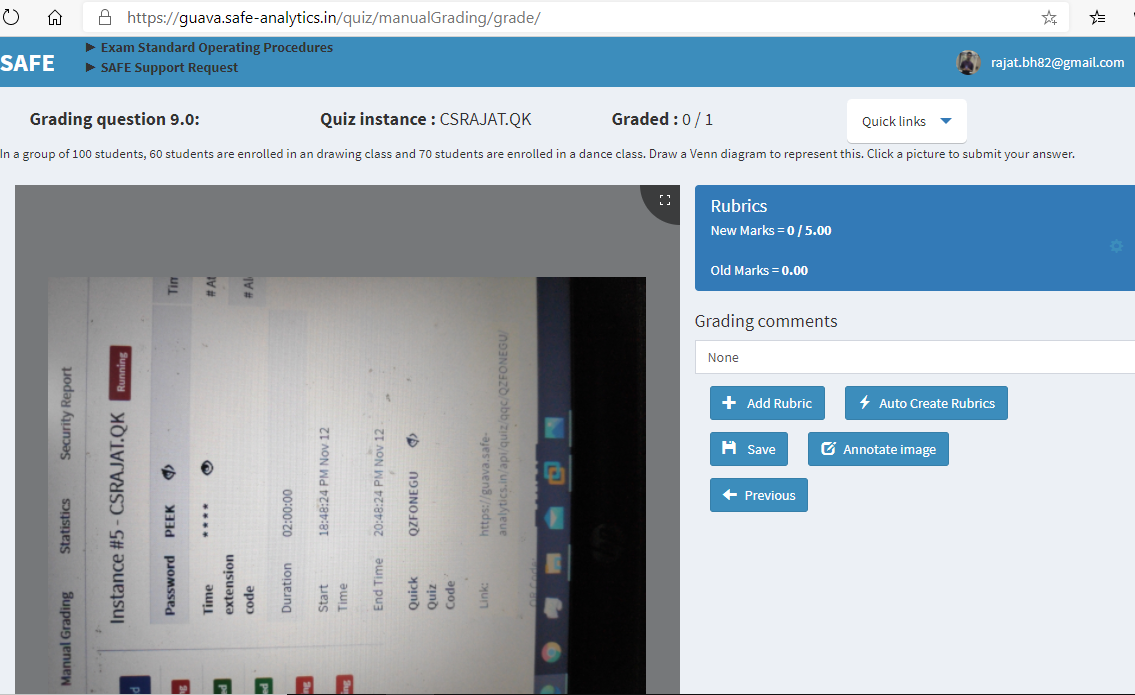 https://guava.safe-analytics.in/quiz/manualGrading/grade/
SAFE
► Exam Standard Operating Procedures
► SAFE Support Request
rajat.bh82@gmail.com
Grading question 9.0:
Quiz instance : CSRAJAT.QK
Graded : 0 / 1
Quick links
In a group of 100 students, 60 students are enrolled in an drawing class and 70 students are enrolled in a dance class. Draw a Venn diagram to represent this. Click a picture to submit your answer.
Manual Grading Statistics Security Report
Instance #5 - CSRAJAT.QK Running
Password PEEK
Time extension code ****
Duration 02:00:00
Start Time 18:48:24 PM Nov 12
End Time 20:48:24 PM Nov 12
Quick Quiz Code QZFONEGU
Link: https://guava.safe-analytics.in/api/quiz/qqc/QZFONEGU/
QR Code:
Tim
# At
# Al
Rubrics
New Marks = 0 / 5.00
Old Marks = 0.00
Grading comments
None
Add Rubric
Auto Create Rubrics
Save
Annotate image
Previous